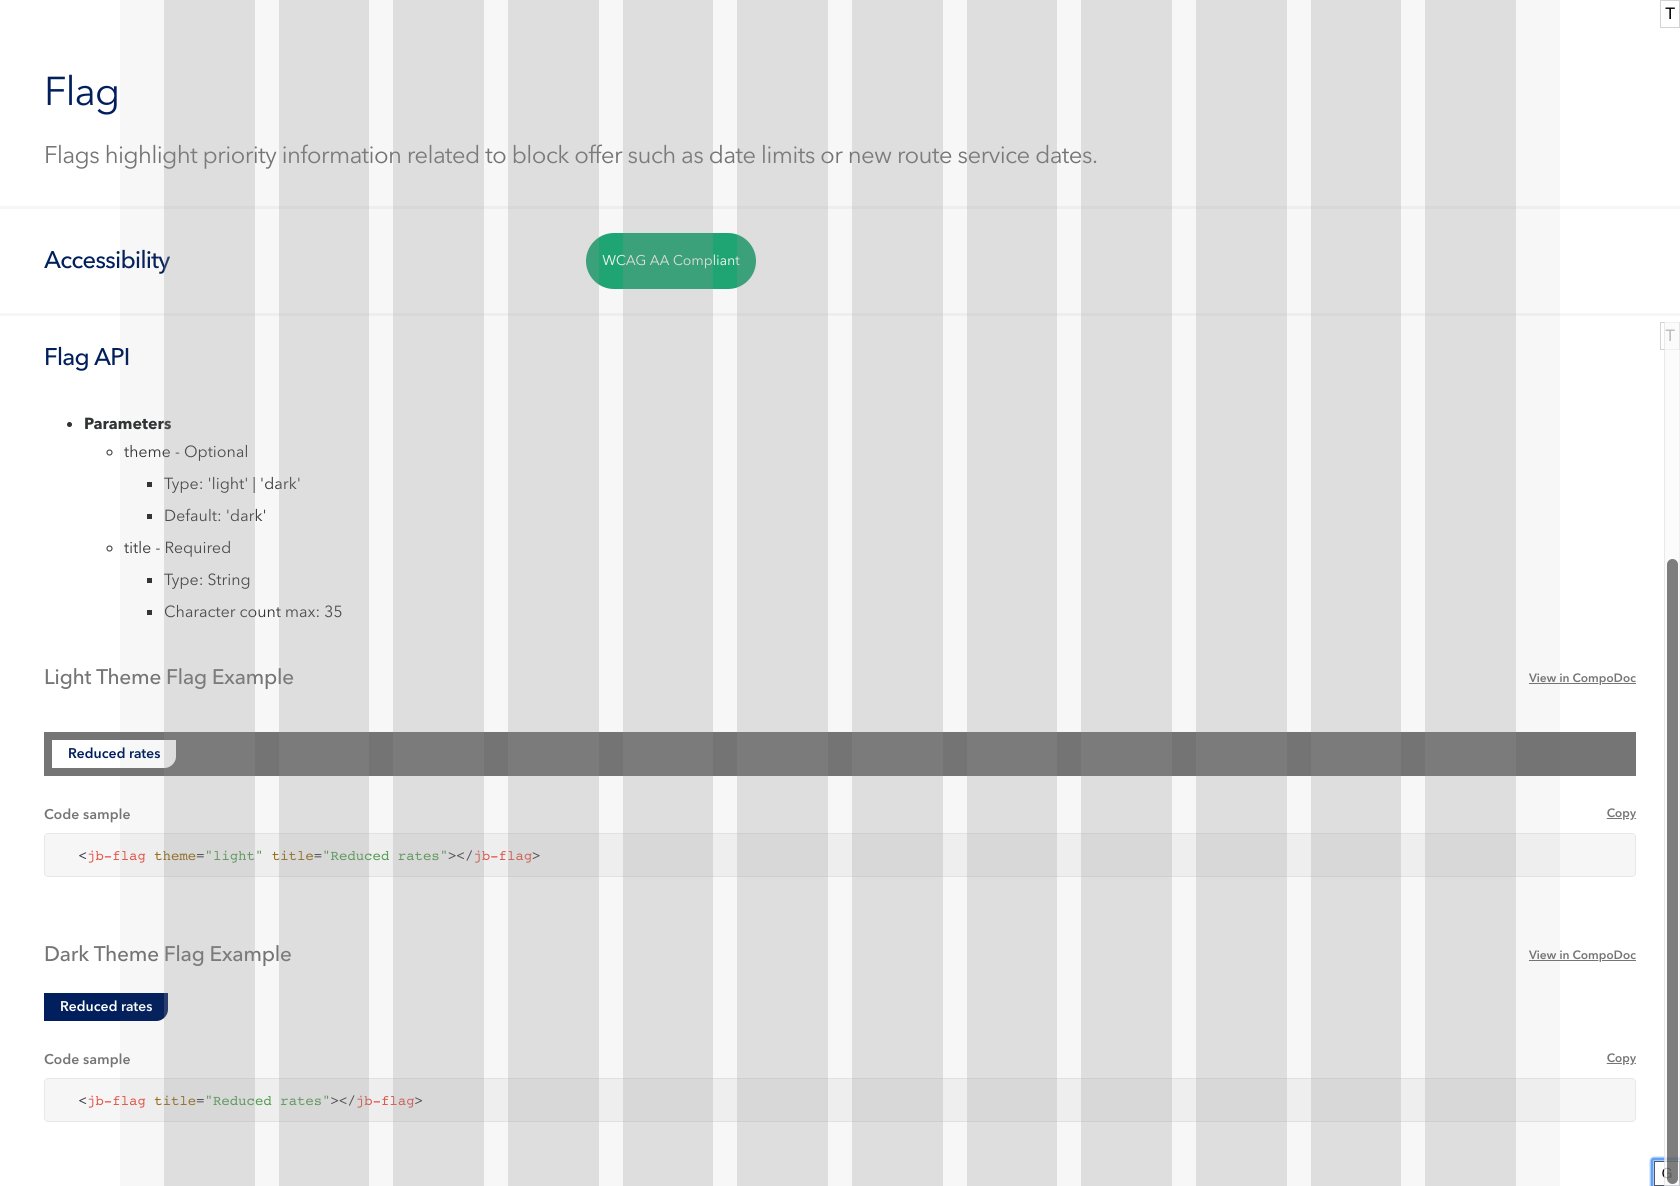 T
Flag
Flags highlight priority information related to block offer such as date limits or new route service dates.
Accessibility
WCAG AA Compliant
T
Flag API
Parameters
theme - Optional
Type: 'light' | 'dark'
Default: 'dark'
title - Required
Type: String
Character count max: 35
Light Theme Flag Example
View in CompoDoc
Reduced rates
Code sample
Copy
<jb-flag theme="light" title="Reduced rates"></jb-flag>
Dark Theme Flag Example
View in CompoDoc
Reduced rates
Code sample
Copy
<jb-flag title="Reduced rates"></jb-flag>
G